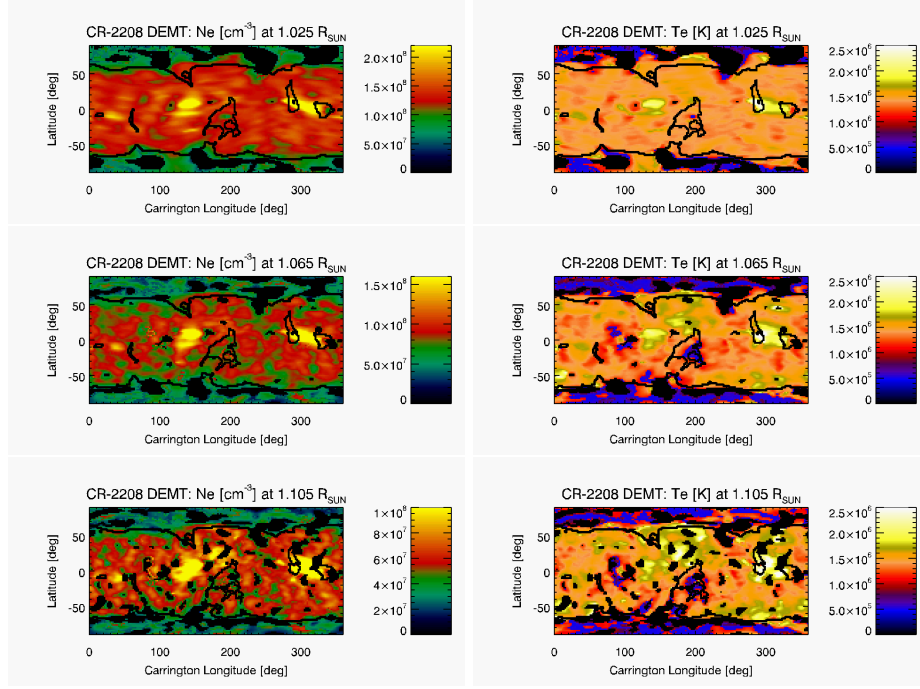 CR-2208 DEMT: Ne [cm⁻³] at 1.025 R_SUN
Latitude [deg]
50
0
-50
0 100 200 300
Carrington Longitude [deg]
2.0×10⁸
1.5×10⁸
1.0×10⁸
5.0×10⁷
0
CR-2208 DEMT: Te [K] at 1.025 R_SUN
Latitude [deg]
50
0
-50
0 100 200 300
Carrington Longitude [deg]
2.5×10⁶
2.0×10⁶
1.5×10⁶
1.0×10⁶
5.0×10⁵
0
CR-2208 DEMT: Ne [cm⁻³] at 1.065 R_SUN
Latitude [deg]
50
0
-50
0 100 200 300
Carrington Longitude [deg]
1.5×10⁸
1.0×10⁸
5.0×10⁷
0
CR-2208 DEMT: Te [K] at 1.065 R_SUN
Latitude [deg]
50
0
-50
0 100 200 300
Carrington Longitude [deg]
2.5×10⁶
2.0×10⁶
1.5×10⁶
1.0×10⁶
5.0×10⁵
0
CR-2208 DEMT: Ne [cm⁻³] at 1.105 R_SUN
Latitude [deg]
50
0
-50
0 100 200 300
Carrington Longitude [deg]
1×10⁸
8×10⁷
6×10⁷
4×10⁷
2×10⁷
0
CR-2208 DEMT: Te [K] at 1.105 R_SUN
Latitude [deg]
50
0
-50
0 100 200 300
Carrington Longitude [deg]
2.5×10⁶
2.0×10⁶
1.5×10⁶
1.0×10⁶
5.0×10⁵
0